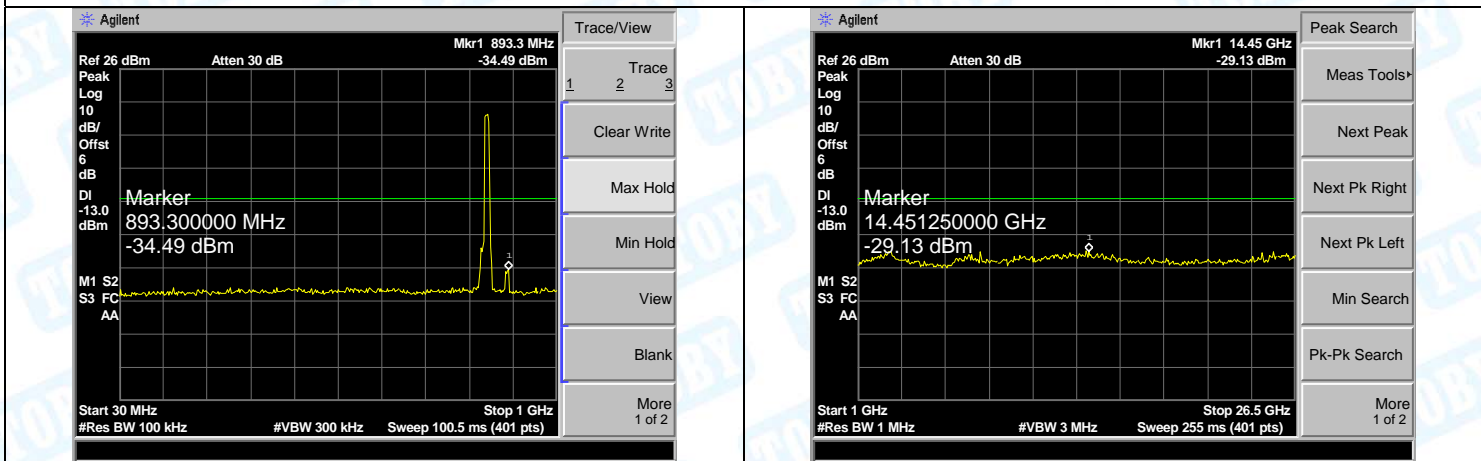 Agilent
Trace/View
Mkr1 893.3 MHz
Ref 26 dBm Atten 30 dB -34.49 dBm
Peak
Log
10
dB/
Offst
6
dB
DI
-13.0
dBm
Marker
893.300000 MHz
-34.49 dBm
1
M1 S2
S3 FC
AA
Start 30 MHz Stop 1 GHz
#Res BW 100 kHz #VBW 300 kHz Sweep 100.5 ms (401 pts)
Trace
1 2 3
Clear Write
Max Hold
Min Hold
View
Blank
More
1 of 2
Agilent
Peak Search
Mkr1 14.45 GHz
Ref 26 dBm Atten 30 dB -29.13 dBm
Peak
Log
10
dB/
Offst
6
dB
DI
-13.0
dBm
Marker
14.451250000 GHz
-29.13 dBm
1
M1 S2
S3 FC
AA
Start 1 GHz Stop 26.5 GHz
#Res BW 1 MHz #VBW 3 MHz Sweep 255 ms (401 pts)
Meas Tools
Next Peak
Next Pk Right
Next Pk Left
Min Search
Pk-Pk Search
More
1 of 2
TOBY